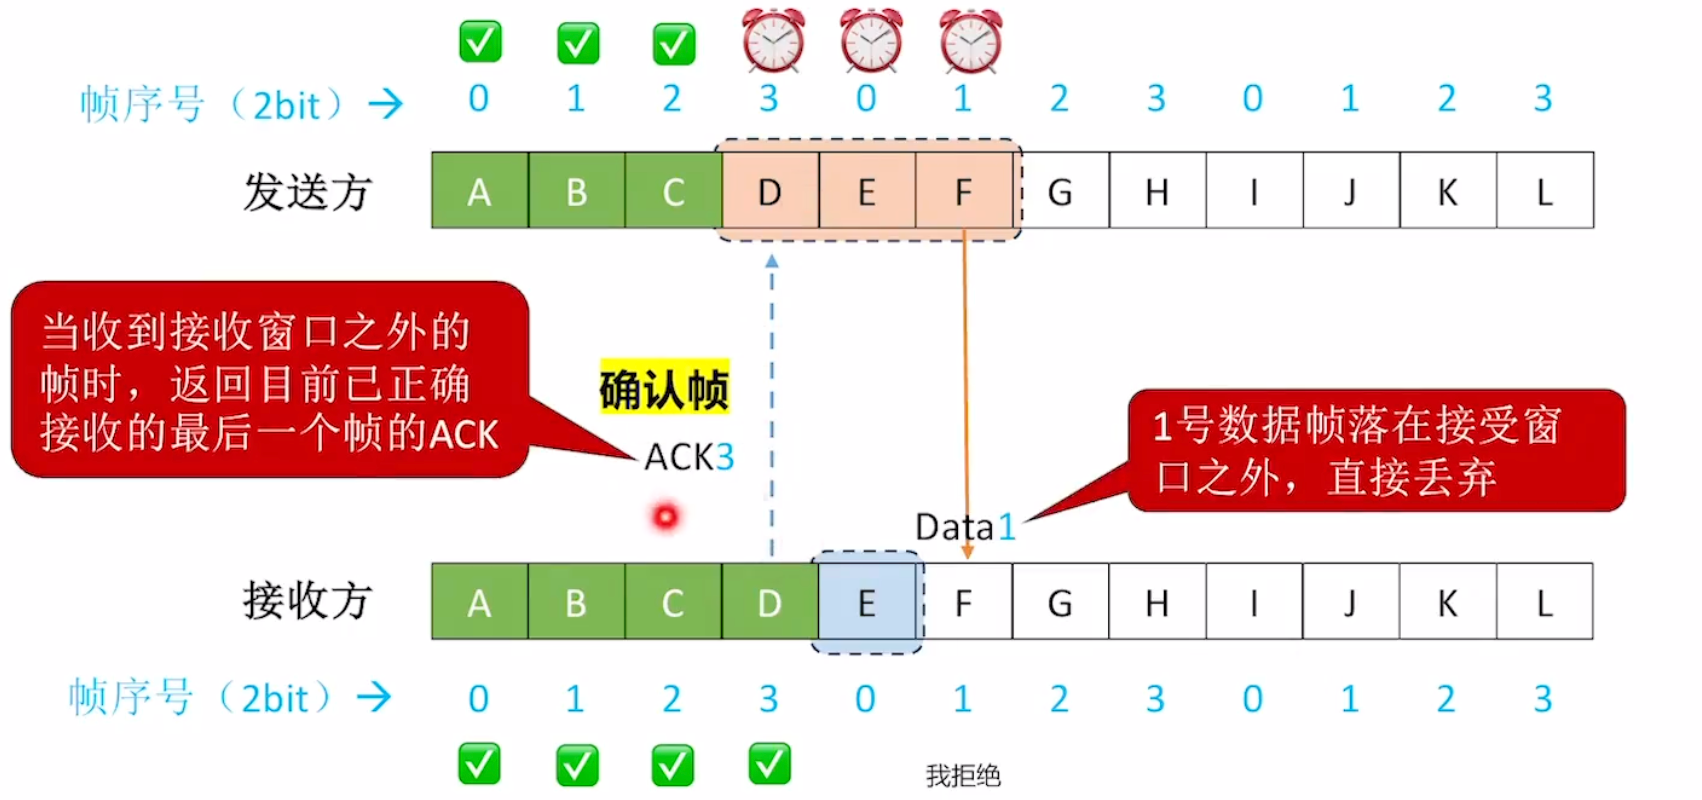 帧序号（2bit）→ 0 1 2 3 0 1 2 3 0 1 2 3
发送方 A B C D E F G H I J K L
当收到接收窗口之外的
帧时，返回目前已正确
接收的最后一个帧的ACK
确认帧
ACK3
1号数据帧落在接受窗
口之外，直接丢弃
Data1
接收方 A B C D E F G H I J K L
帧序号（2bit）→ 0 1 2 3 0 1 2 3 0 1 2 3
我拒绝